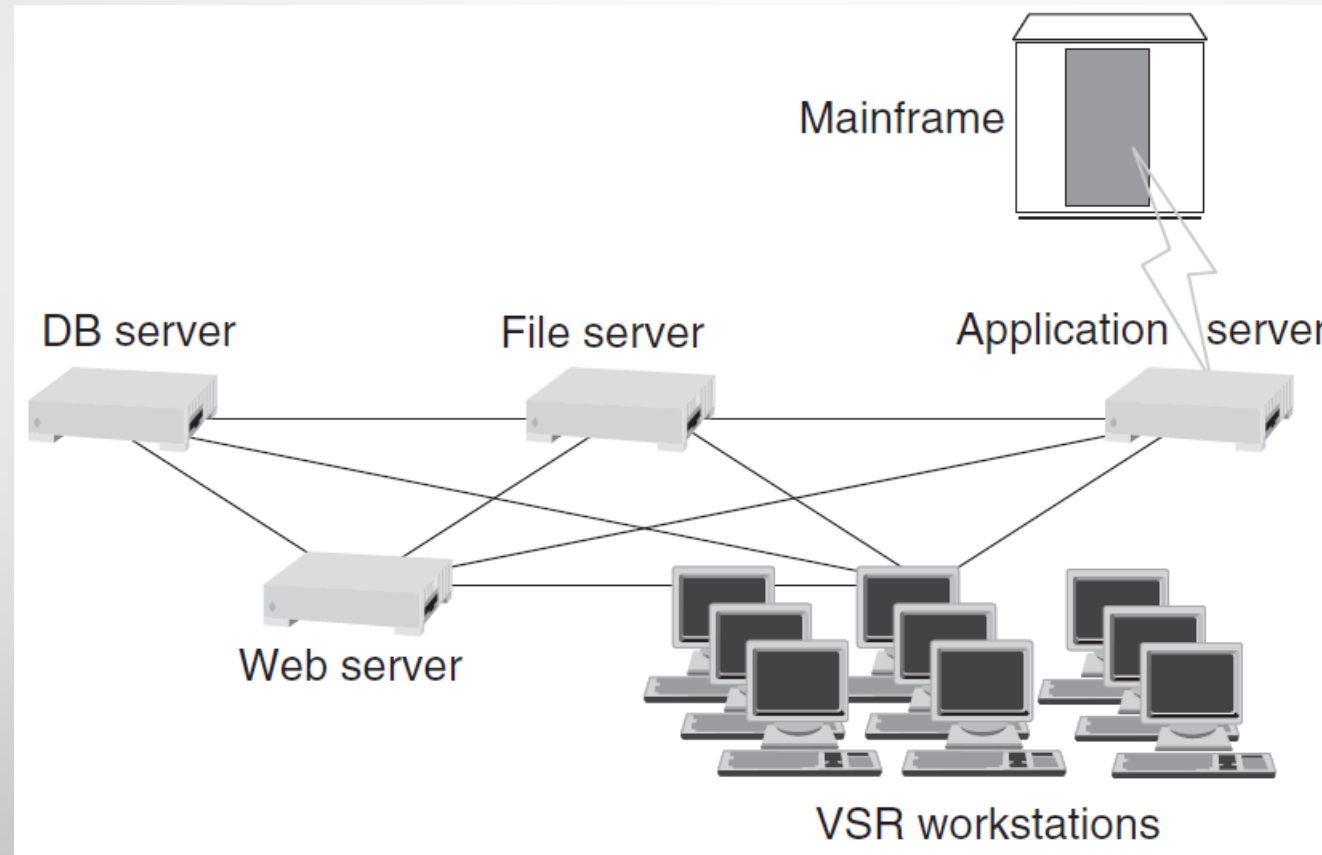 Mainframe
DB server
File server
Application server
Web server
VSR workstations